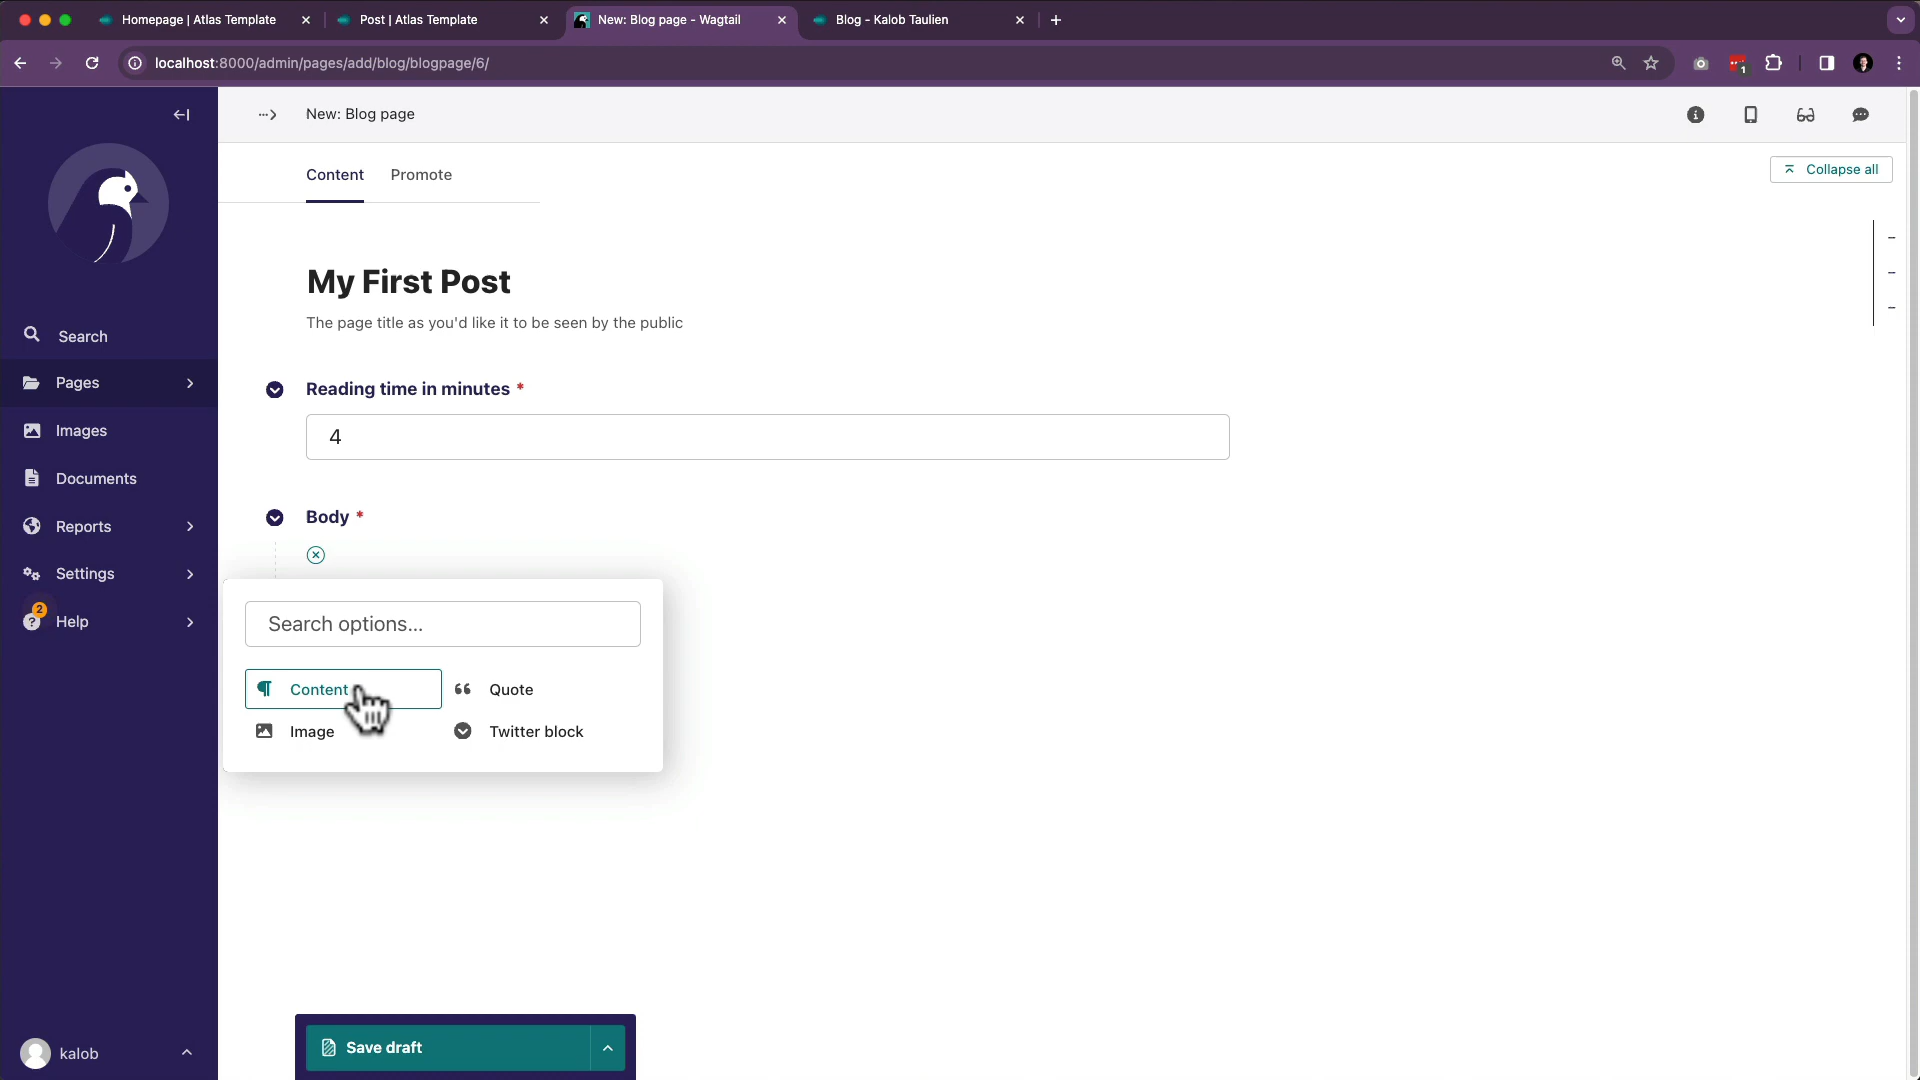 Homepage | Atlas Template
Post | Atlas Template
New: Blog page - Wagtail
Blog - Kalob Taulien
localhost:8000/admin/pages/add/blog/blogpage/6/
1
New: Blog page
Content
Promote
Collapse all
My First Post
The page title as you'd like it to be seen by the public
Search
Pages
Images
Documents
Reports
Settings
2
Help
Reading time in minutes *
4
Body *
Search options...
Content
Quote
Image
Twitter block
Save draft
kalob